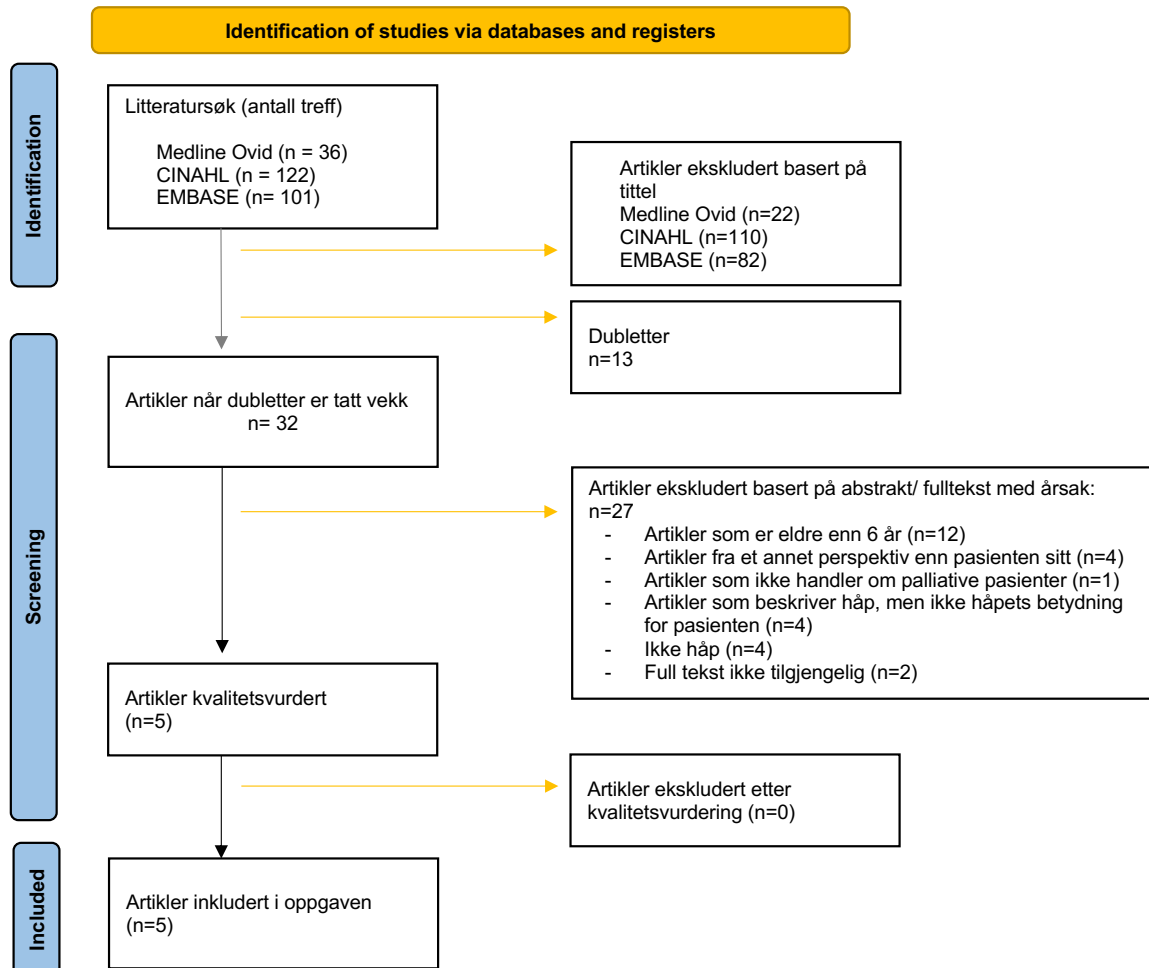 Identification of studies via databases and registers
Identification
Litteratursøk (antall treff)
Medline Ovid (n = 36)
CINAHL (n = 122)
EMBASE (n= 101)
Artikler ekskludert basert på
tittel
Medline Ovid (n=22)
CINAHL (n=110)
EMBASE (n=82)
Dubletter
n=13
Screening
Artikler når dubletter er tatt vekk
n= 32
Artikler ekskludert basert på abstrakt/ fulltekst med årsak:
n=27
- Artikler som er eldre enn 6 år (n=12)
- Artikler fra et annet perspektiv enn pasienten sitt (n=4)
- Artikler som ikke handler om palliative pasienter (n=1)
- Artikler som beskriver håp, men ikke håpets betydning
for pasienten (n=4)
- Ikke håp (n=4)
- Full tekst ikke tilgjengelig (n=2)
Artikler kvalitetsvurdert
(n=5)
Artikler ekskludert etter
kvalitetsvurdering (n=0)
Included
Artikler inkludert i oppgaven
(n=5)